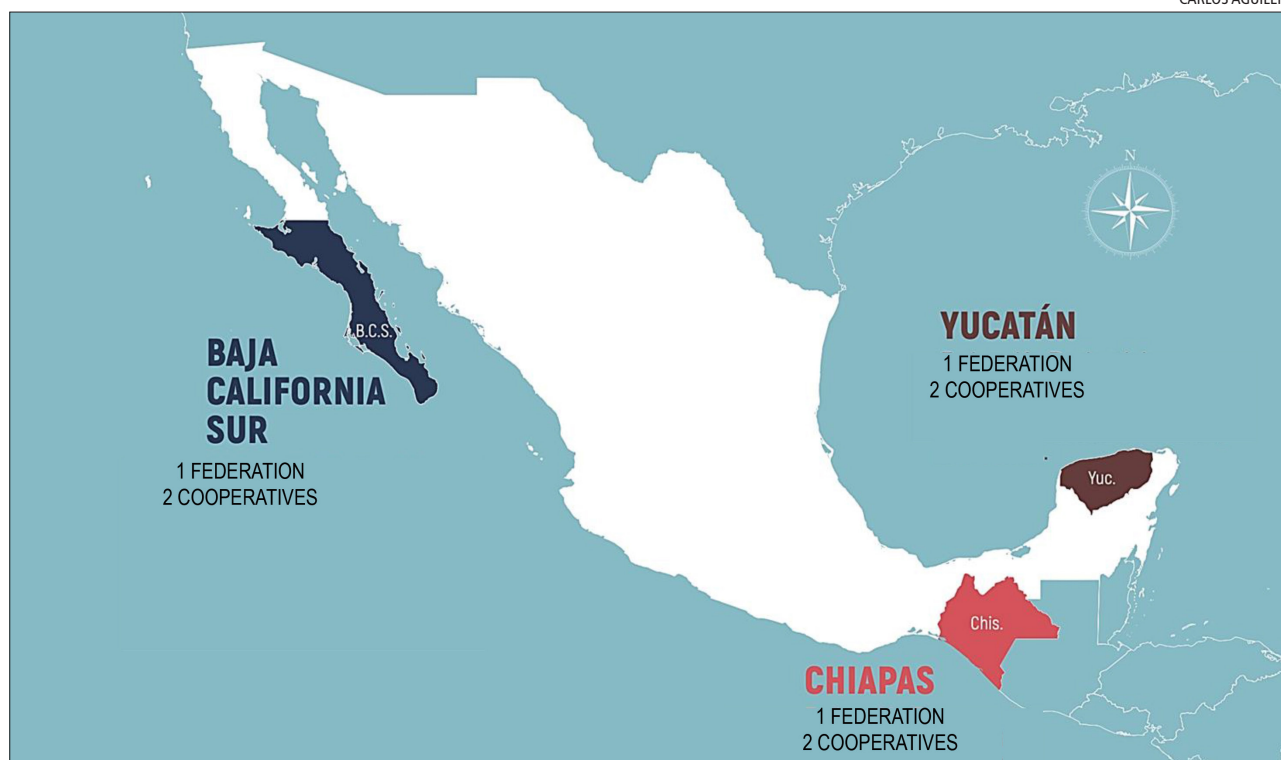 N
B.C.S.
BAJA
CALIFORNIA
SUR
1 FEDERATION
2 COOPERATIVES
YUCATÁN
1 FEDERATION
2 COOPERATIVES
Yuc.
Chis.
CHIAPAS
1 FEDERATION
2 COOPERATIVES